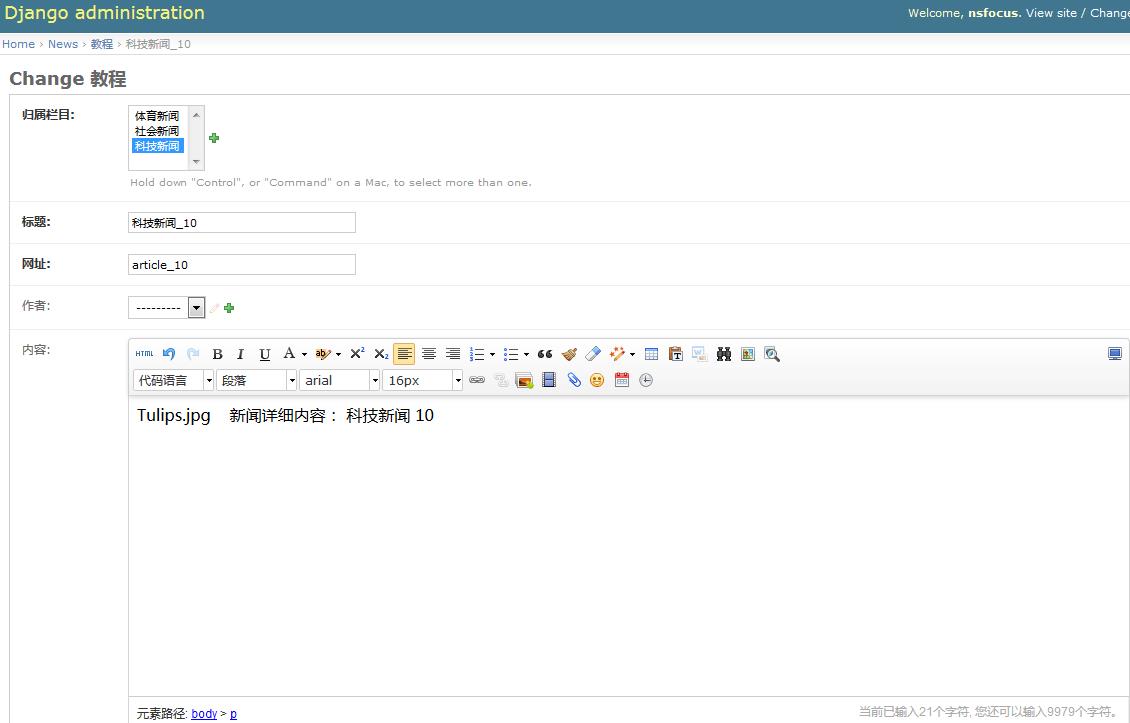 Django administration
Welcome, nsfocus. View site / Change
Home › News › 教程 › 科技新闻_10
Change 教程
归属栏目:
体育新闻
社会新闻
科技新闻
Hold down "Control", or "Command" on a Mac, to select more than one.
标题: 科技新闻_10
网址: article_10
作者: ---------
内容:
HTML B I U A ab X² X₂
代码语言 段落 arial 16px
Tulips.jpg 新闻详细内容： 科技新闻 10
元素路径: body > p
当前已输入21个字符, 您还可以输入9979个字符。